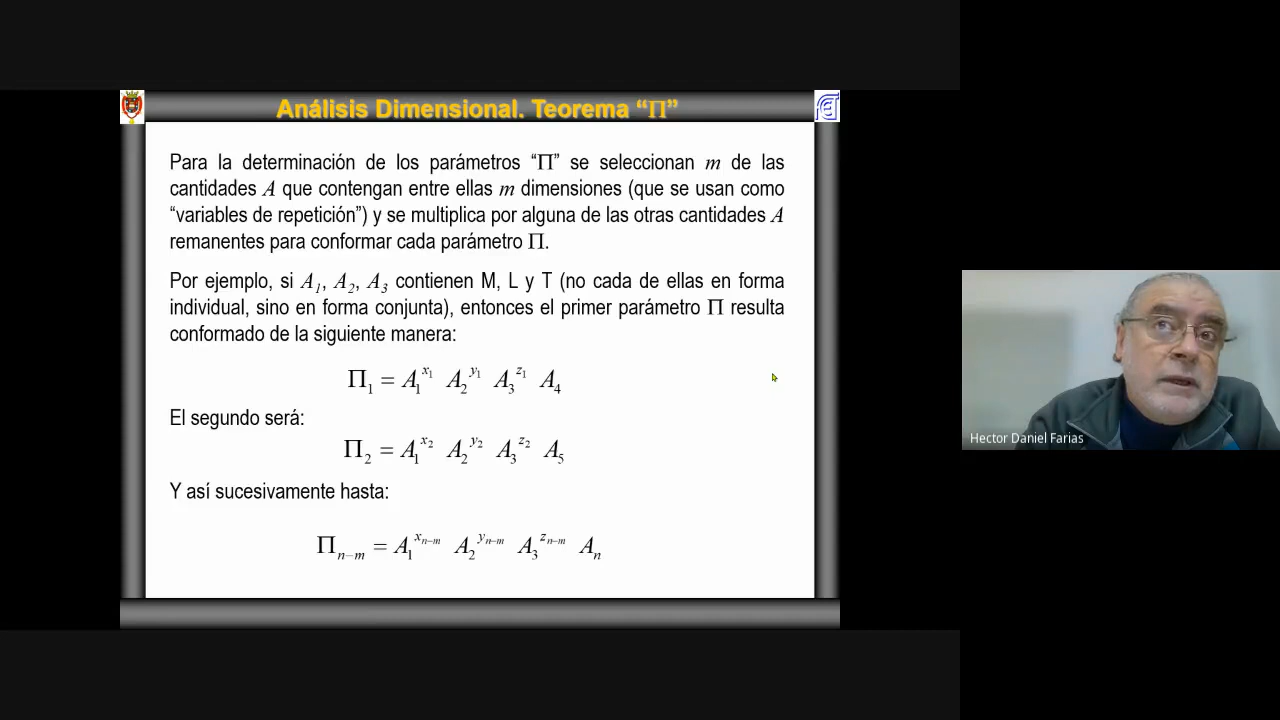 Análisis Dimensional. Teorema “Π”
Para la determinación de los parámetros “Π” se seleccionan m de las
cantidades A que contengan entre ellas m dimensiones (que se usan como
“variables de repetición”) y se multiplica por alguna de las otras cantidades A
remanentes para conformar cada parámetro Π.
Por ejemplo, si A₁, A₂, A₃ contienen M, L y T (no cada de ellas en forma
individual, sino en forma conjunta), entonces el primer parámetro Π resulta
conformado de la siguiente manera:
Π₁ = A₁^{x₁} A₂^{y₁} A₃^{z₁} A₄
El segundo será:
Π₂ = A₁^{x₂} A₂^{y₂} A₃^{z₂} A₅
Y así sucesivamente hasta:
Π_{n−m} = A₁^{x_{n−m}} A₂^{y_{n−m}} A₃^{z_{n−m}} A_n
Hector Daniel Farias